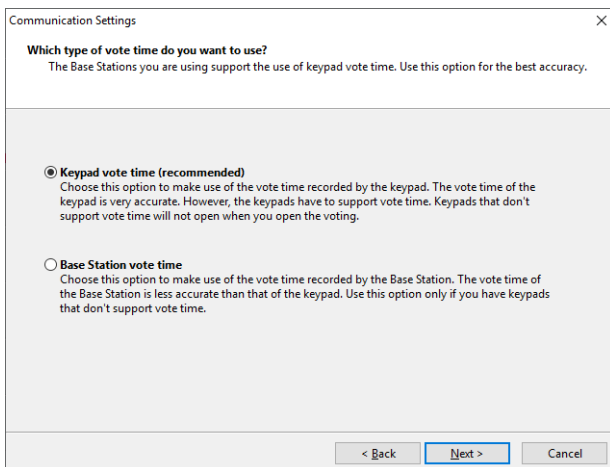 Communication Settings
Which type of vote time do you want to use?
The Base Stations you are using support the use of keypad vote time. Use this option for the best accuracy.
Keypad vote time (recommended)
Choose this option to make use of the vote time recorded by the keypad. The vote time of the
keypad is very accurate. However, the keypads have to support vote time. Keypads that don't
support vote time will not open when you open the voting.
Base Station vote time
Choose this option to make use of the vote time recorded by the Base Station. The vote time of
the Base Station is less accurate than that of the keypad. Use this option only if you have keypads
that don't support vote time.
< Back Next > Cancel